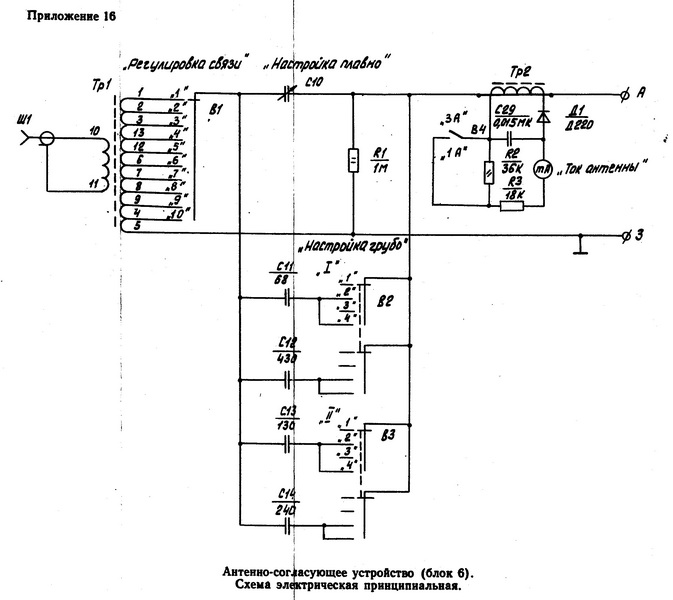 Приложение 16
„Регулировка связи" „Настройка плавно"
Тр1
С10
Тр2
Ш1
10
11
1 „1"
2 „2"
3 „3"
13 „4"
12 „5"
6 „6"
7 „7"
8 „8"
9 „9"
4 „10"
5
В1
R1
1М
А
С29
0,015МК
Д1
Д220
„3А"
В4
„1А"
R2
36К
R3
18К
mA
„Ток антенны"
З
„Настройка грубо"
С11
68
„I"
„1"
„2"
„3"
„4"
В2
С12
430
С13
130
„II"
„1"
„2"
„3"
„4"
В3
С14
240
Антенно-согласующее устройство (блок 6).
Схема электрическая принципиальная.